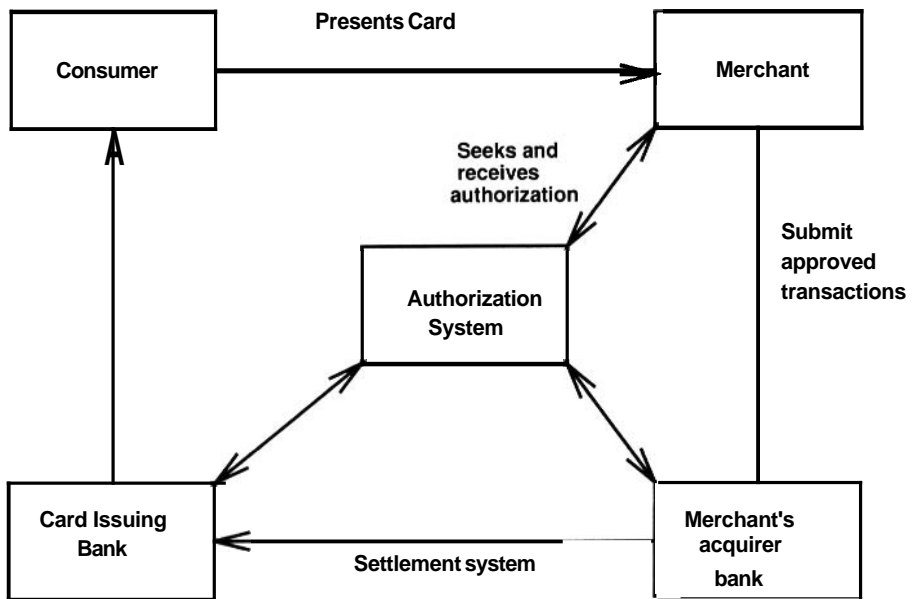 Presents Card
Consumer
Merchant
Seeks and
receives
authorization
Submit
approved
transactions
Authorization
System
Card Issuing
Bank
Settlement system
Merchant's
acquirer
bank